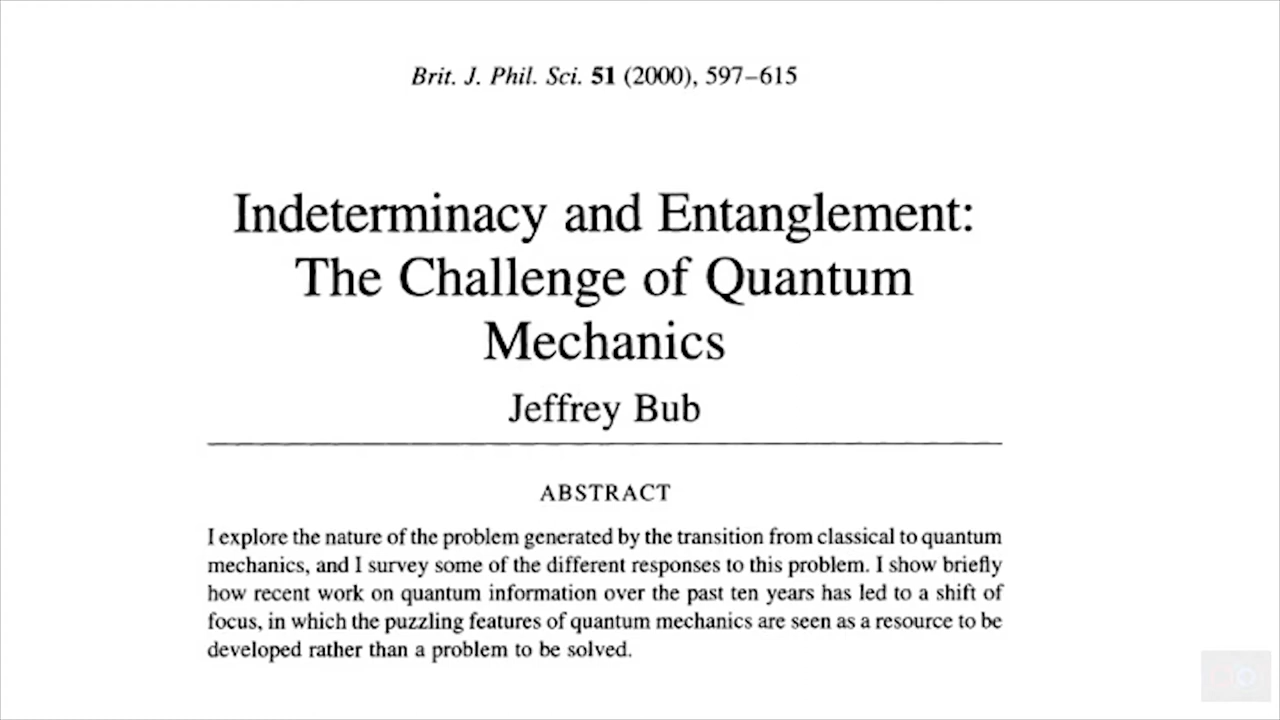 Brit. J. Phil. Sci. 51 (2000), 597–615
Indeterminacy and Entanglement:
The Challenge of Quantum
Mechanics
Jeffrey Bub
ABSTRACT
I explore the nature of the problem generated by the transition from classical to quantum
mechanics, and I survey some of the different responses to this problem. I show briefly
how recent work on quantum information over the past ten years has led to a shift of
focus, in which the puzzling features of quantum mechanics are seen as a resource to be
developed rather than a problem to be solved.